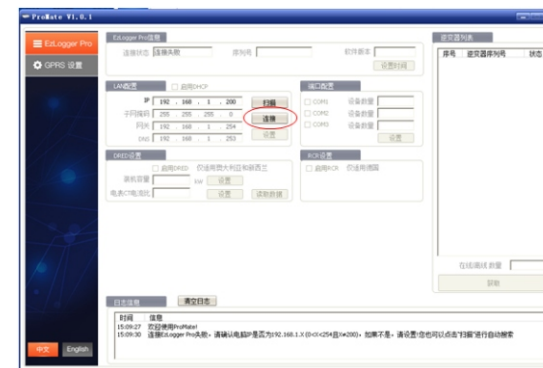 ProMate V1.0.1
EzLogger Pro
GPRS 设置
中文 English
EzLogger Pro信息
连接状态 连接失败 序列号 软件版本
设置时间
LAN配置 启用DHCP
IP 192 . 168 . 1 . 200 扫描
子网掩码 255 . 255 . 255 . 0 连接
网关 192 . 168 . 1 . 254 设置
DNS 192 . 168 . 1 . 253
端口配置
COM1 设备数量
COM2 设备数量
COM3 设备数量
设置
DRED设置
启用DRED 仅适用澳大利亚和新西兰
装机容量 kW 设置
电表CT电流比 设置 读取数据
RCR设置
启用RCR 仅适用德国
逆变器列表
序号 逆变器序列号 状态
在线/离线 数量
获取
日志信息 清空日志
时间 信息
15:09:27 欢迎使用ProMate!
15:09:30 连接EzLogger Pro失败，请确认电脑IP是否为192.168.1.X(0<X<254且X≠200)，如果不是，请设置!您也可以点击"扫描"进行自动搜索